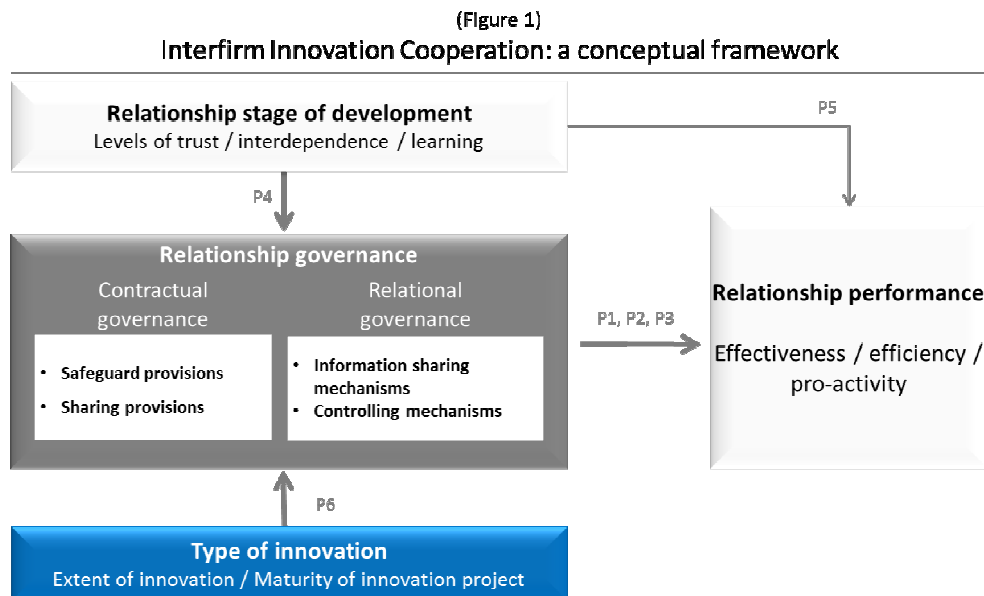 (Figure 1)
Interfirm Innovation Cooperation: a conceptual framework
Relationship stage of development
Levels of trust / interdependence / learning
P5
P4
Relationship governance
Contractual
governance
Relational
governance
• Safeguard provisions
• Sharing provisions
• Information sharing
mechanisms
• Controlling mechanisms
P1, P2, P3
Relationship performance
Effectiveness / efficiency /
pro-activity
P6
Type of innovation
Extent of innovation / Maturity of innovation project